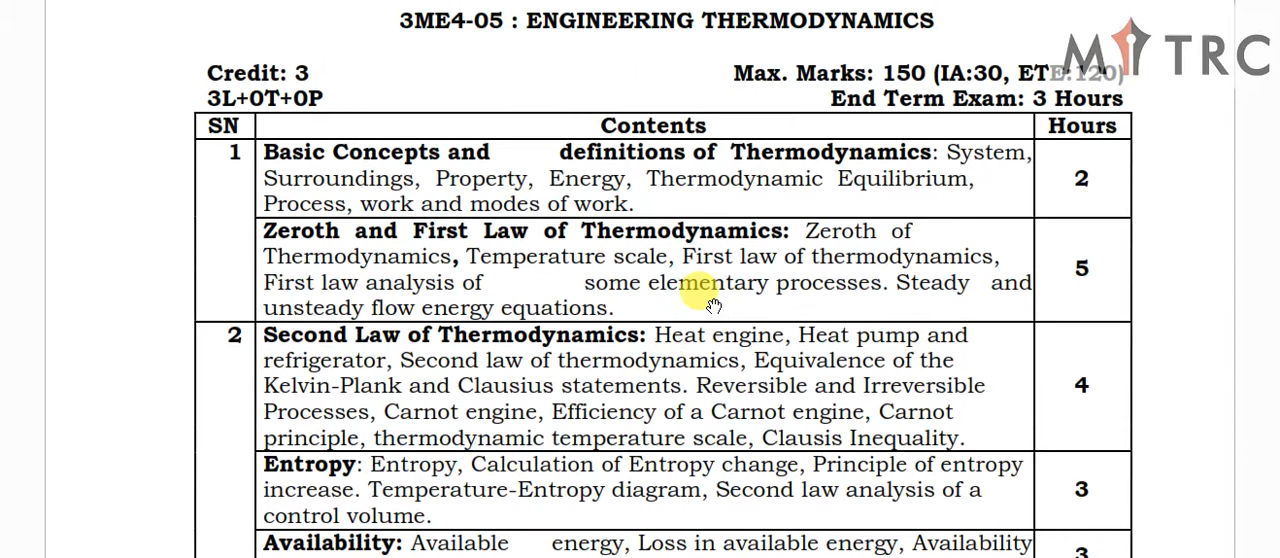 3ME4-05 : ENGINEERING THERMODYNAMICS
MITRC
Credit: 3 Max. Marks: 150 (IA:30, ETE:120)
3L+0T+0P End Term Exam: 3 Hours
SN Contents Hours
1 Basic Concepts and definitions of Thermodynamics: System,
Surroundings, Property, Energy, Thermodynamic Equilibrium, 2
Process, work and modes of work.
Zeroth and First Law of Thermodynamics: Zeroth of
Thermodynamics, Temperature scale, First law of thermodynamics, 5
First law analysis of some elementary processes. Steady and
unsteady flow energy equations.
2 Second Law of Thermodynamics: Heat engine, Heat pump and
refrigerator, Second law of thermodynamics, Equivalence of the
Kelvin-Plank and Clausius statements. Reversible and Irreversible 4
Processes, Carnot engine, Efficiency of a Carnot engine, Carnot
principle, thermodynamic temperature scale, Clausis Inequality.
Entropy: Entropy, Calculation of Entropy change, Principle of entropy
increase. Temperature-Entropy diagram, Second law analysis of a 3
control volume.
Availability: Available energy, Loss in available energy, Availability 3